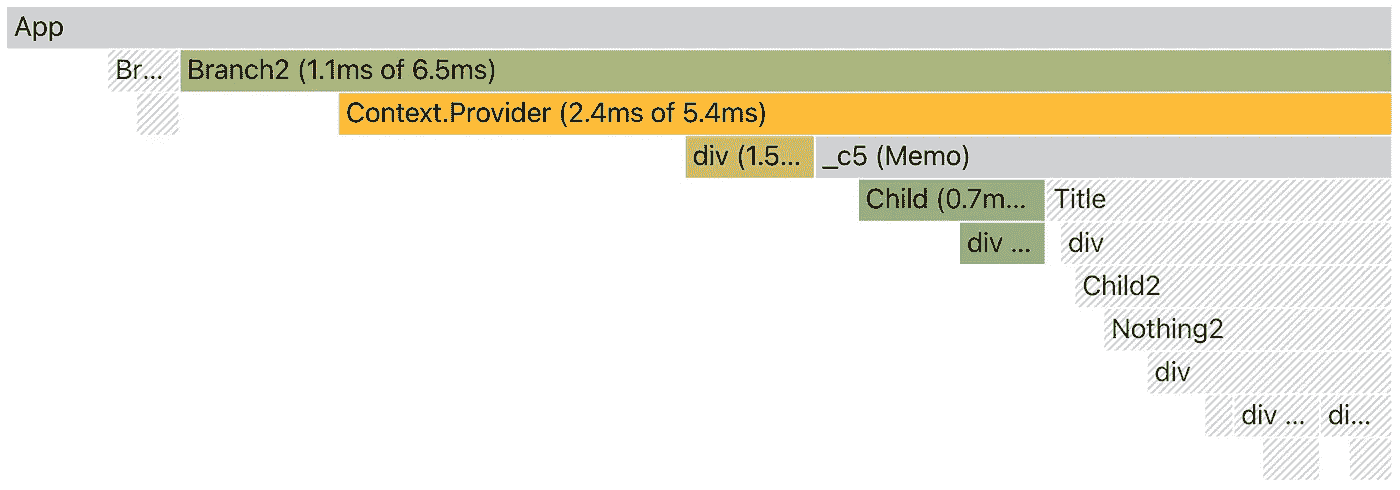 App
Br... Branch2 (1.1ms of 6.5ms)
Context.Provider (2.4ms of 5.4ms)
div (1.5... _c5 (Memo)
Child (0.7m... Title
div ... div
Child2
Nothing2
div
div ... di...